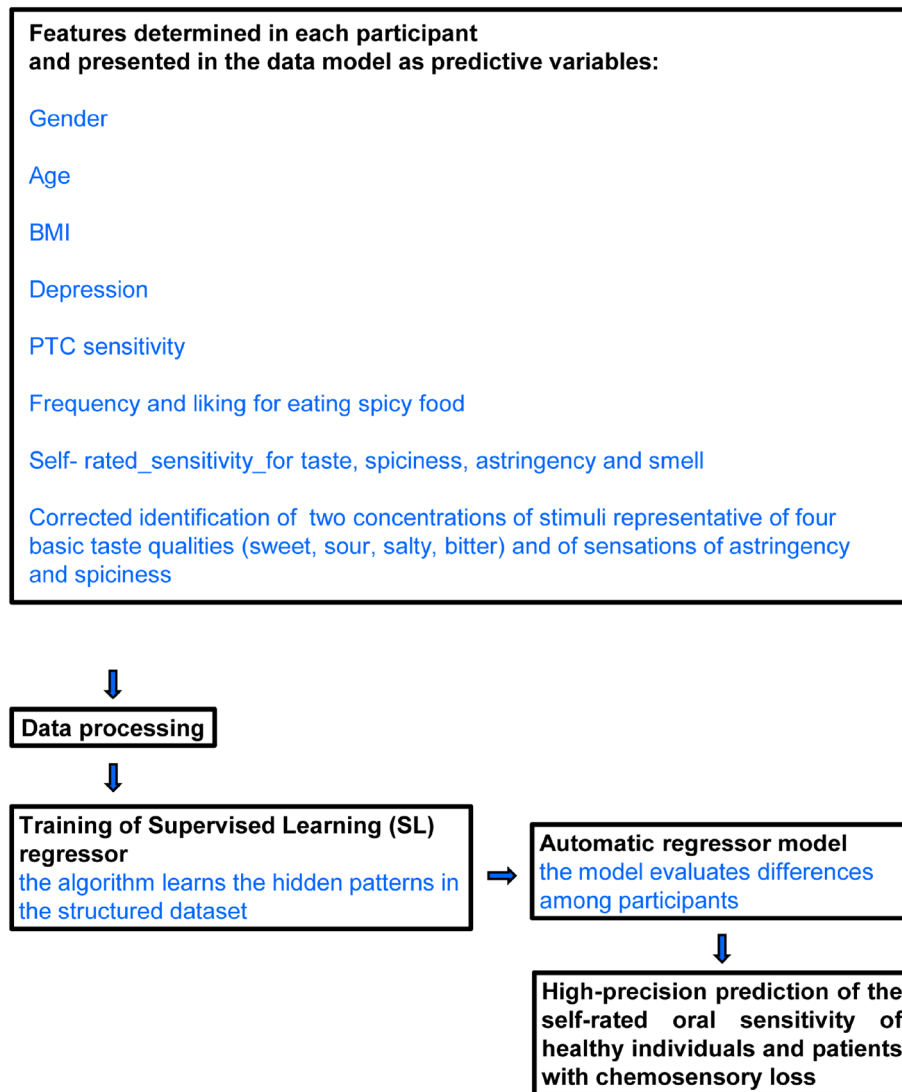 Features determined in each participant
and presented in the data model as predictive variables:
Gender
Age
BMI
Depression
PTC sensitivity
Frequency and liking for eating spicy food
Self- rated_sensitivity_for taste, spiciness, astringency and smell
Corrected identification of  two concentrations of stimuli representative of four
basic taste qualities (sweet, sour, salty, bitter) and of sensations of astringency
and spiciness
Data processing
Training of Supervised Learning (SL)
regressor
the algorithm learns the hidden patterns in
the structured dataset
Automatic regressor model
the model evaluates differences
among participants
High-precision prediction of the
self-rated oral sensitivity of
healthy individuals and patients
with chemosensory loss